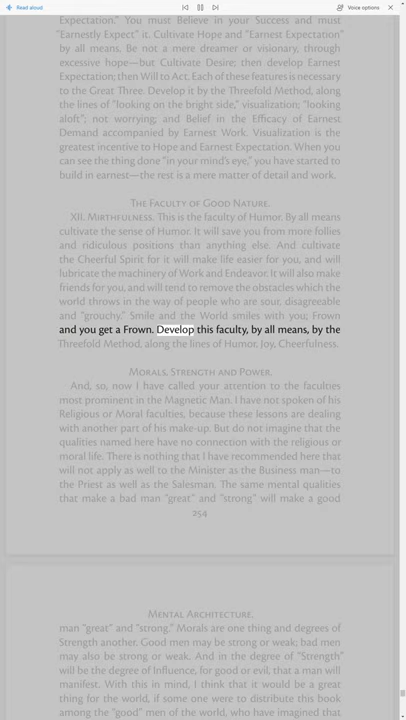 Read aloud
Voice options
Expectation.” You must Believe in your Success and must
“Earnestly Expect” it. Cultivate Hope and “Earnest Expectation”
by all means. Be not a mere dreamer or visionary, through
excessive hope—but Cultivate Desire; then develop Earnest
Expectation; then Will to Act. Each of these features is necessary
to the Great Three. Develop it by the Threefold Method, along
the lines of “looking on the bright side,” visualization; “looking
aloft”; not worrying; and Belief in the Efficacy of Earnest
Demand accompanied by Earnest Work. Visualization is the
greatest incentive to Hope and Earnest Expectation. When you
can see the thing done “in your mind’s eye,” you have started to
build in earnest—the rest is a mere matter of detail and work.
The Faculty of Good Nature.
XII. Mirthfulness. This is the faculty of Humor. By all means
cultivate the sense of Humor. It will save you from more follies
and ridiculous positions than anything else. And cultivate
the Cheerful Spirit for it will make life easier for you, and will
lubricate the machinery of Work and Endeavor. It will also make
friends for you, and will tend to remove the obstacles which the
world throws in the way of people who are sour, disagreeable
and “grouchy.” Smile and the World smiles with you; Frown
and you get a Frown. Develop this faculty, by all means, by the
Threefold Method, along the lines of Humor, Joy, Cheerfulness.
Morals, Strength and Power.
And, so, now I have called your attention to the faculties
most prominent in the Magnetic Man. I have not spoken of his
Religious or Moral faculties, because these lessons are dealing
with another part of his make-up. But do not imagine that the
qualities named here have no connection with the religious or
moral life. There is nothing that I have recommended here that
will not apply as well to the Minister as the Business man—to
the Priest as well as the Salesman. The same mental qualities
that make a bad man “great” and “strong” will make a good
254
Mental Architecture.
man “great” and “strong.” Morals are one thing and degrees of
Strength another. Good men may be strong or weak; bad men
may also be strong or weak. And in the degree of “Strength”
will be the degree of Influence, for good or evil, that a man will
manifest. With this in mind, I think that it would be a great
thing for the world, if some one were to distribute this book
among the “good” men of the world, who have imagined that